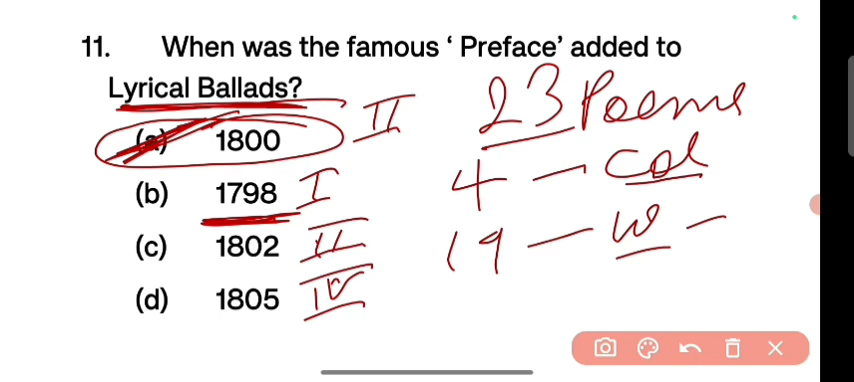 11. When was the famous ‘ Preface’ added to
Lyrical Ballads?
(a) 1800 II
(b) 1798 I
(c) 1802 III
(d) 1805 IV
23 Poems
4 - Col
19 - W -